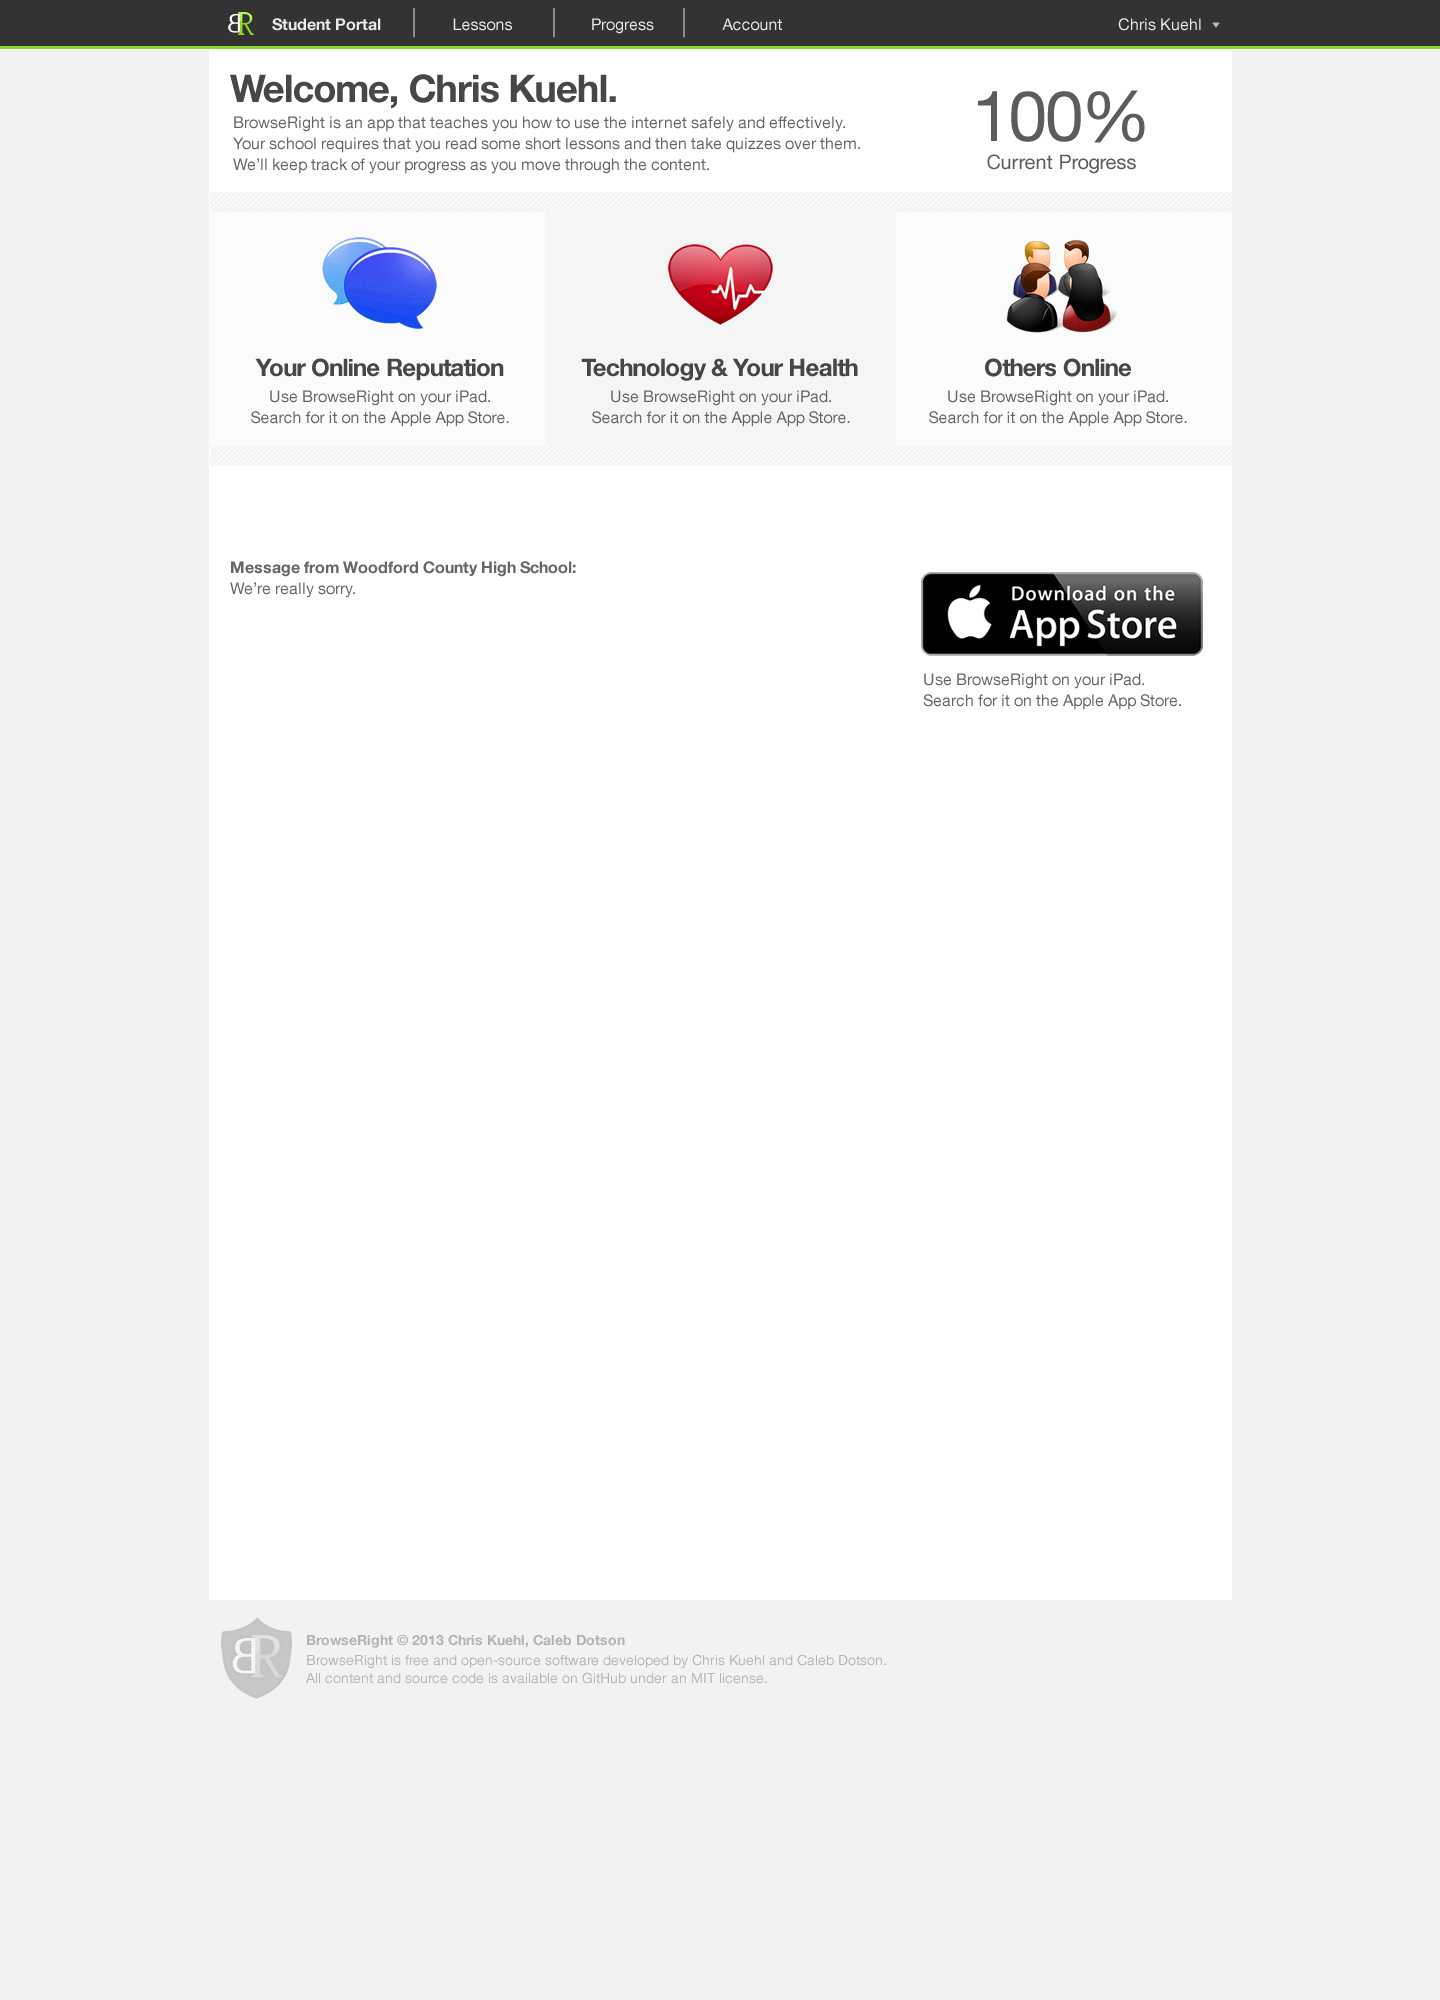 BR Student Portal Lessons Progress Account Chris Kuehl
Welcome, Chris Kuehl.
BrowseRight is an app that teaches you how to use the internet safely and effectively.
Your school requires that you read some short lessons and then take quizzes over them.
We'll keep track of your progress as you move through the content.
100%
Current Progress
Your Online Reputation
Use BrowseRight on your iPad.
Search for it on the Apple App Store.
Technology & Your Health
Use BrowseRight on your iPad.
Search for it on the Apple App Store.
Others Online
Use BrowseRight on your iPad.
Search for it on the Apple App Store.
Message from Woodford County High School:
We're really sorry.
Download on the
App Store
Use BrowseRight on your iPad.
Search for it on the Apple App Store.
BR
BrowseRight © 2013 Chris Kuehl, Caleb Dotson
BrowseRight is free and open-source software developed by Chris Kuehl and Caleb Dotson.
All content and source code is available on GitHub under an MIT license.